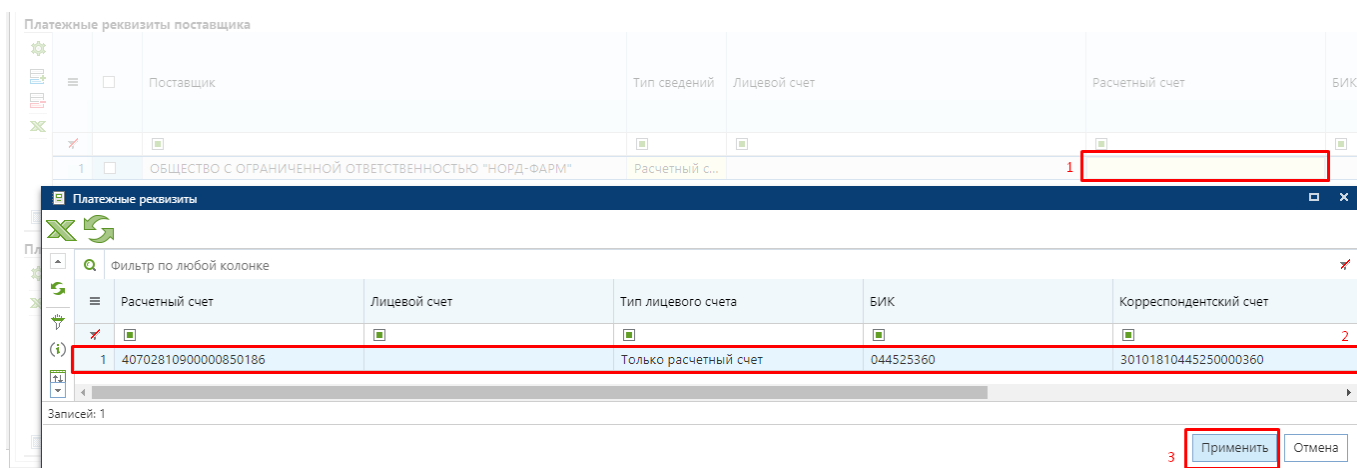 Платежные реквизиты поставщика
Поставщик Тип сведений Лицевой счет Расчетный счет БИК
1 ОБЩЕСТВО С ОГРАНИЧЕННОЙ ОТВЕТСТВЕННОСТЬЮ "НОРД-ФАРМ" Расчетный с... 1
Платежные реквизиты
Пл
Фильтр по любой колонке
Расчетный счет Лицевой счет Тип лицевого счета БИК Корреспондентский счет
2
1 40702810900000850186 Только расчетный счет 044525360 30101810445250000360
Записей: 1
3 Применить Отмена